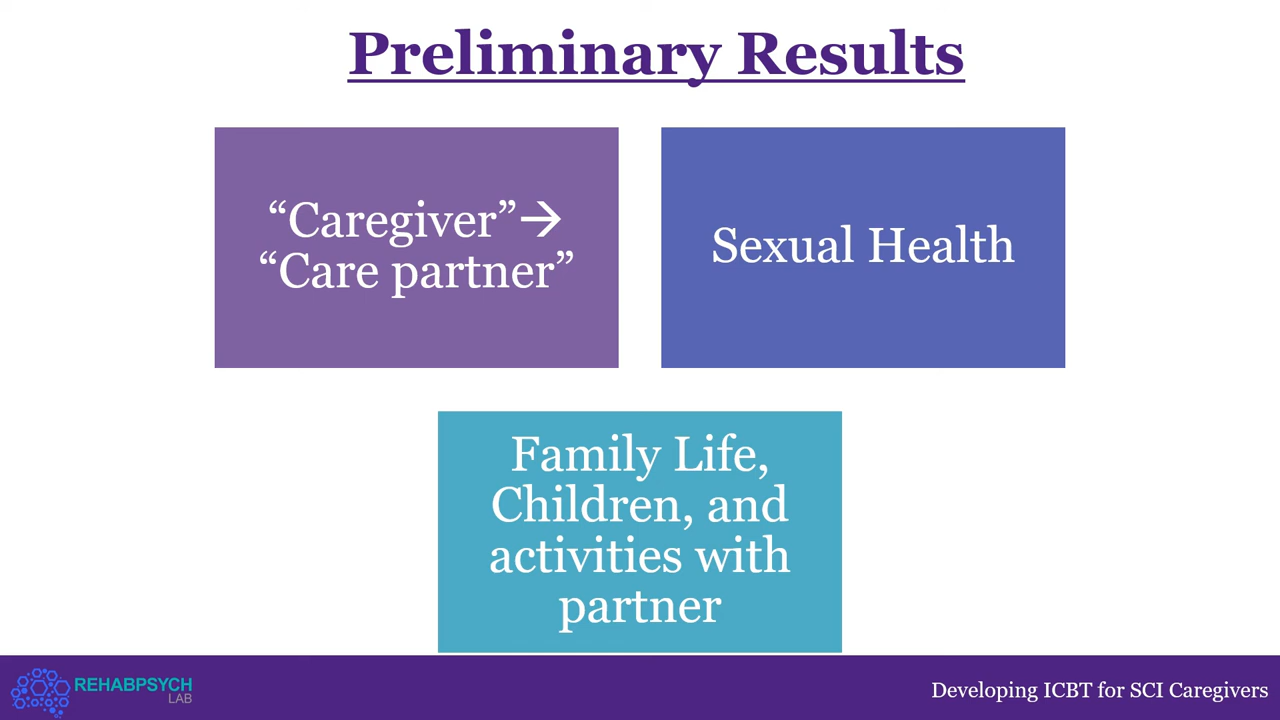 Preliminary Results
“Caregiver”→
“Care partner”
Sexual Health
Family Life,
Children, and
activities with
partner
REHABPSYCH
LAB
Developing ICBT for SCI Caregivers